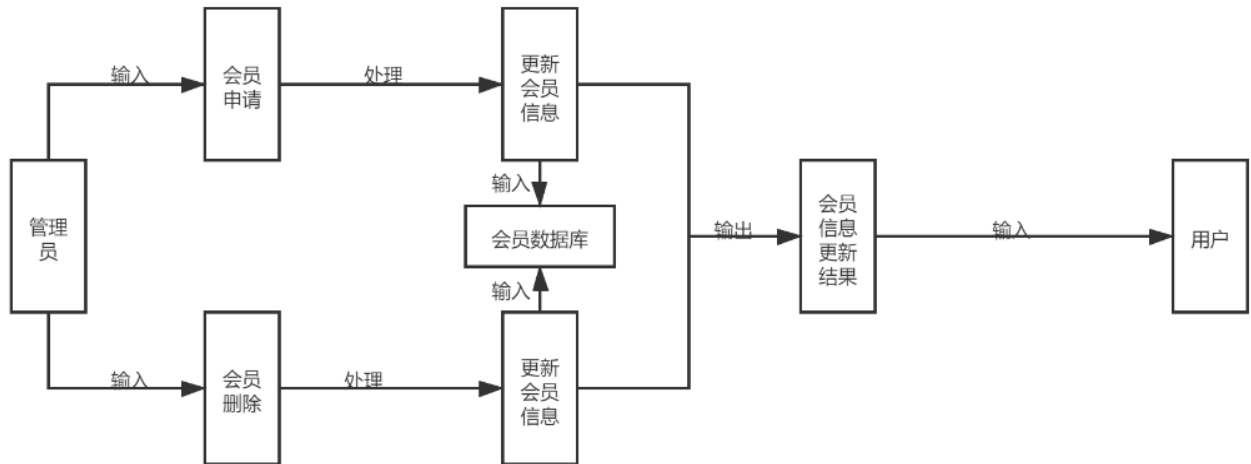 输入
会员
申请
处理
更新
会员
信息
管理
员
输入
会员数据库
输入
输出
会员
信息
更新
结果
输入
用户
输入
会员
删除
处理
更新
会员
信息